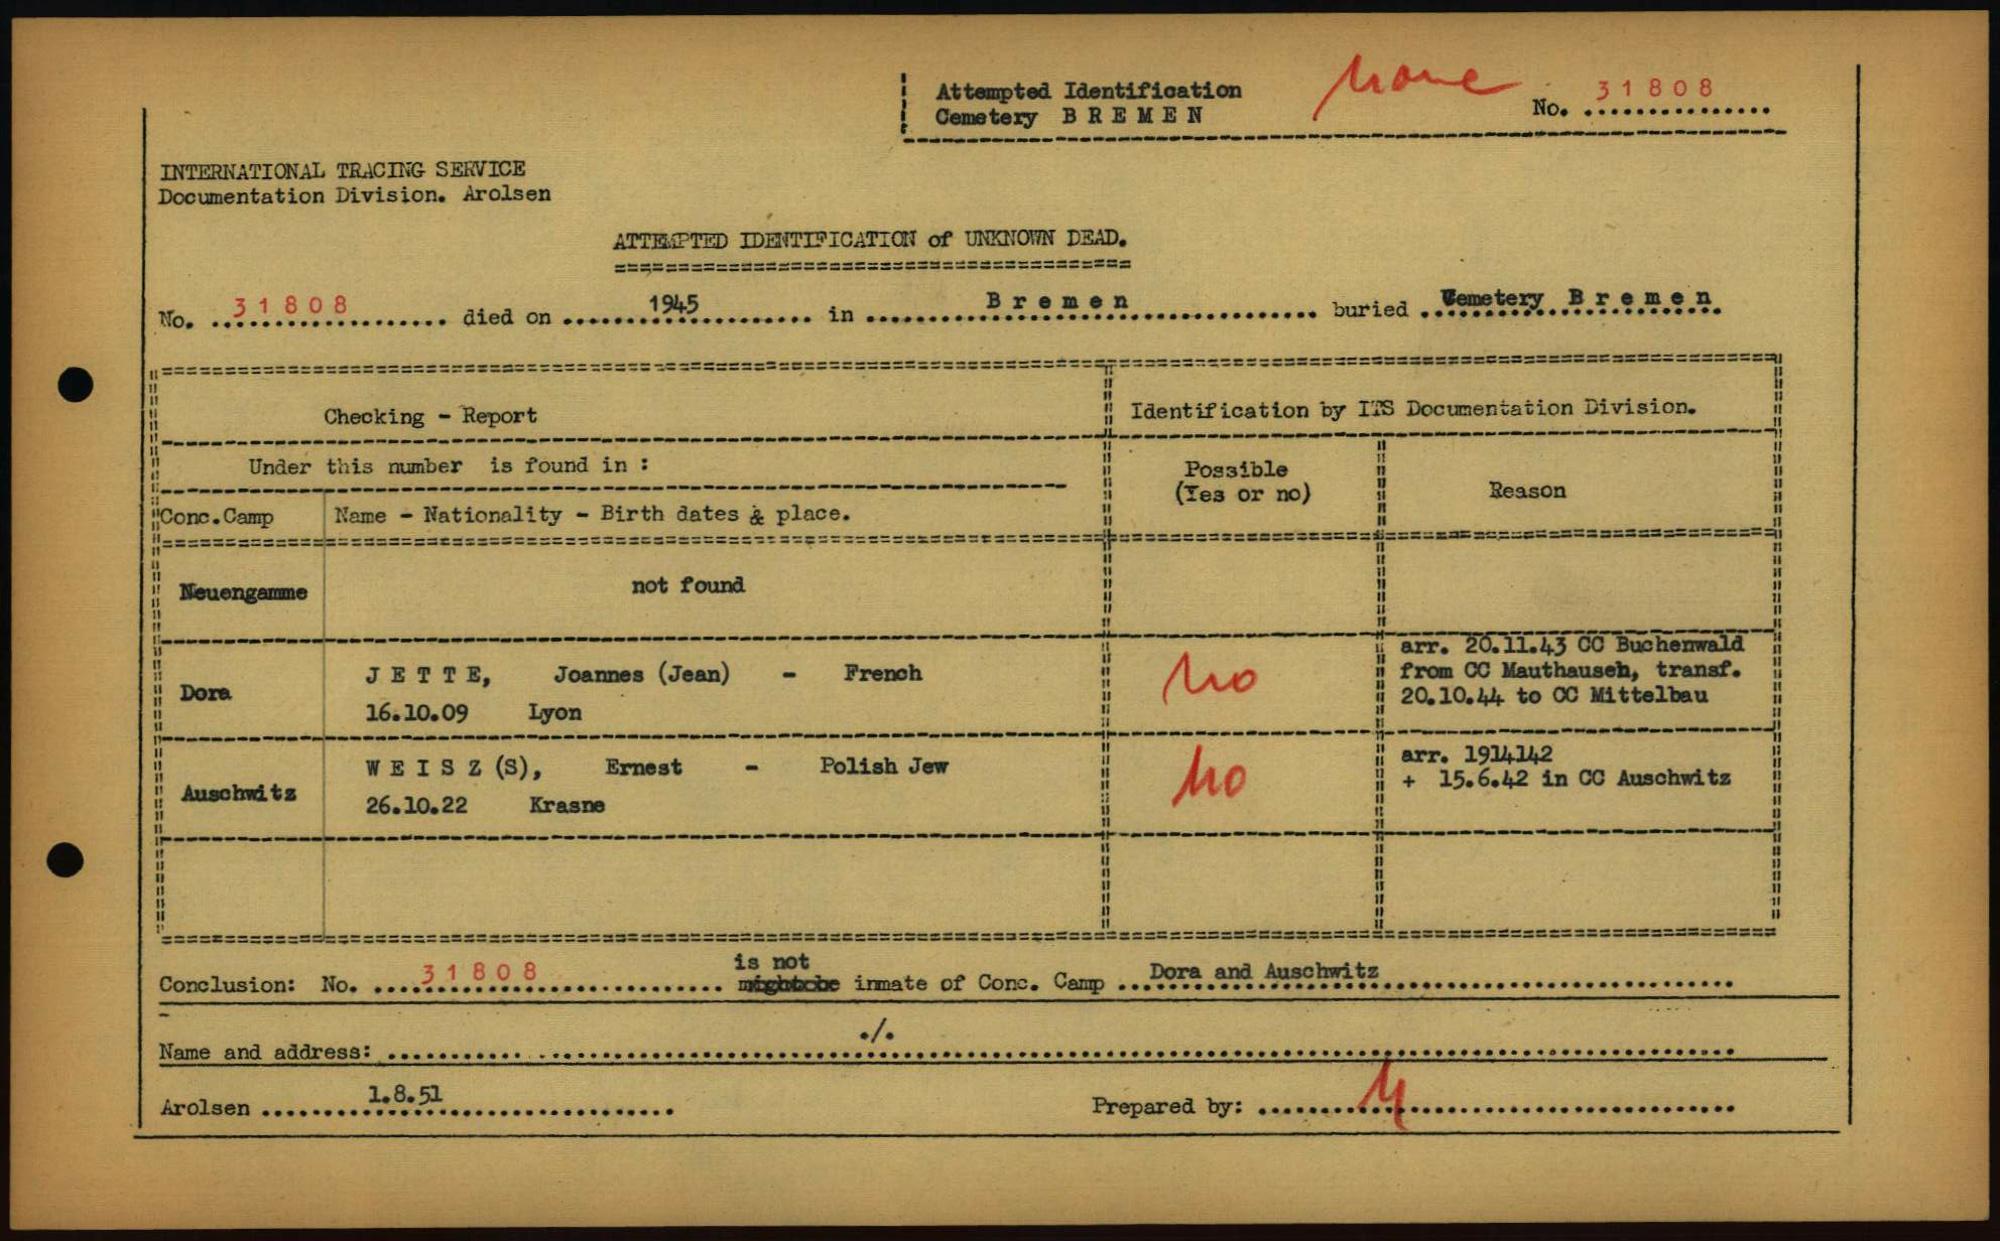 Attempted Identification
Cemetery B R E M E N
none
No. 31808
INTERNATIONAL TRACING SERVICE
Documentation Division. Arolsen
ATTEMPTED IDENTIFICATION of UNKNOWN DEAD.
No. 31808 died on 1945 in B r e m e n buried Cemetery B r e m e n
Checking - Report
Identification by ITS Documentation Division.
Under this number is found in :
Possible
(Yes or no)
Reason
Conc.Camp
Name - Nationality - Birth dates & place.
Neuengamme
not found
Dora
J E T T E, Joannes (Jean) - French
16.10.09 Lyon
no
arr. 20.11.43 CC Buchenwald
from CC Mauthauseh, transf.
20.10.44 to CC Mittelbau
Auschwitz
W E I S Z (S), Ernest - Polish Jew
26.10.22 Krasne
no
arr. 1914142
+ 15.6.42 in CC Auschwitz
is not
Conclusion: No. 31808 inmate of Conc. Camp Dora and Auschwitz
Name and address: ./.
Arolsen 1.8.51
Prepared by: